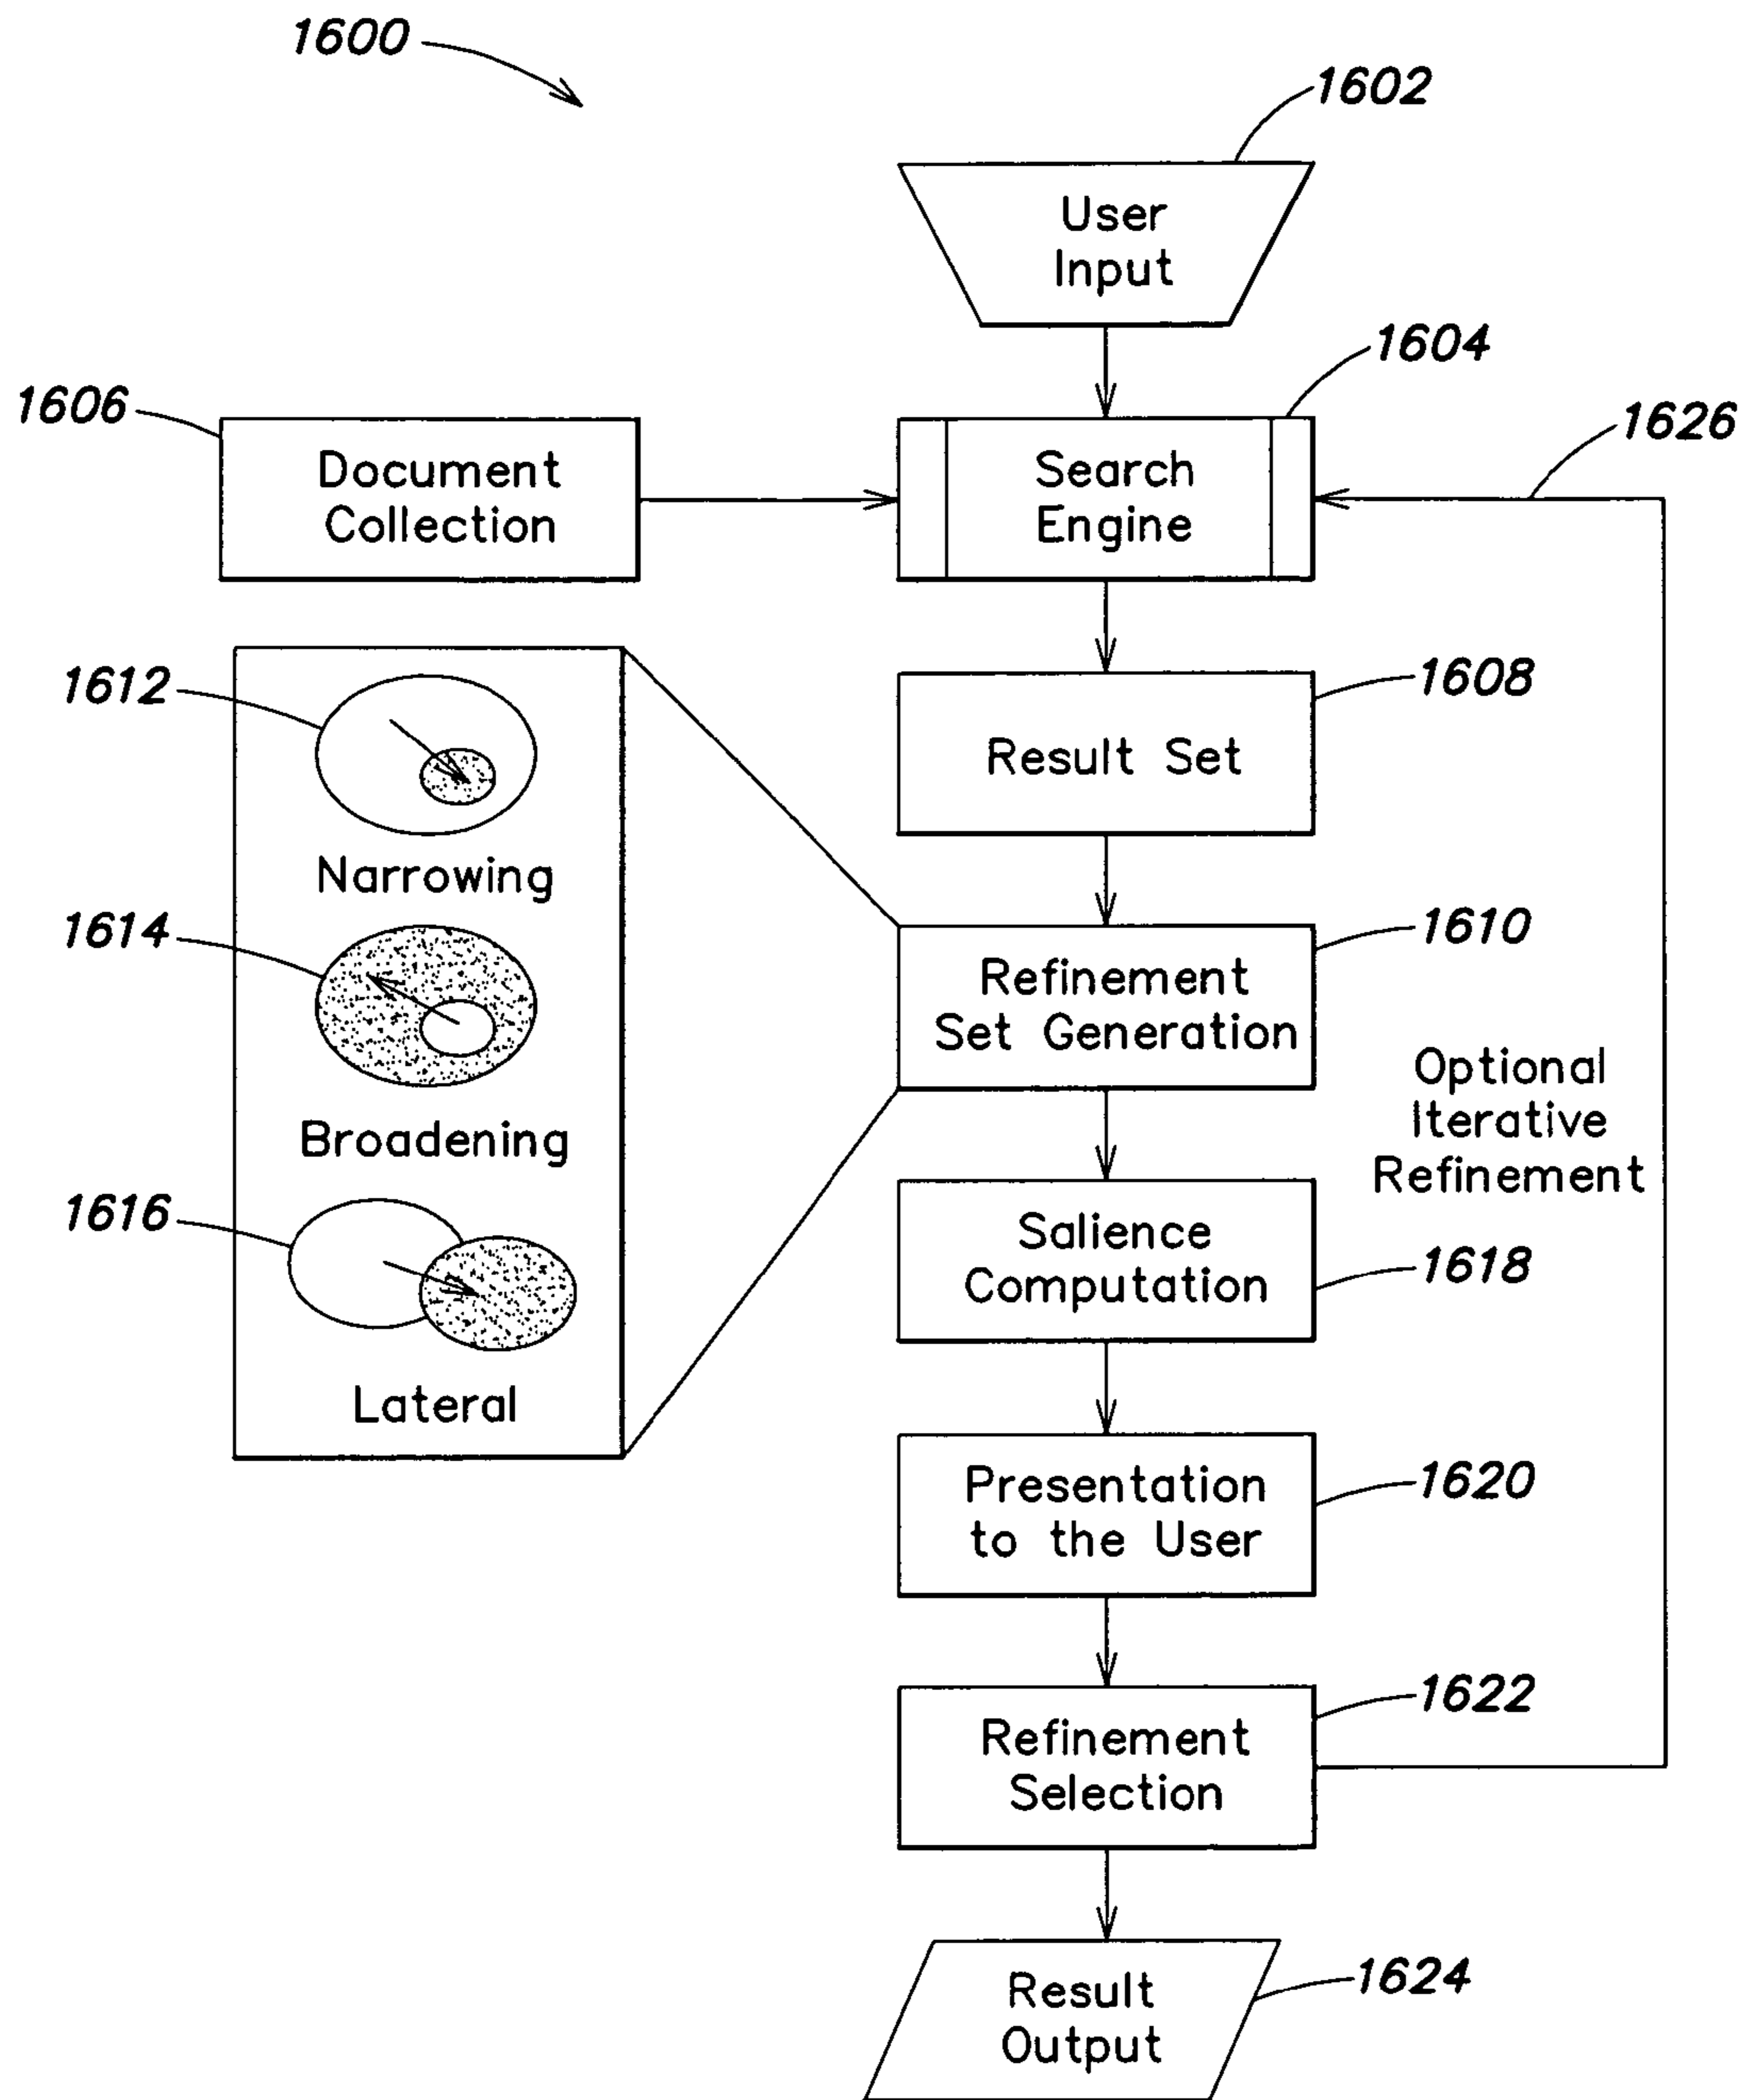 1600
1602
User
Input
1604
1606
Document
Collection
Search
Engine
1626
1612
Narrowing
1614
Broadening
1616
Lateral
1608
Result Set
1610
Refinement
Set Generation
Optional
Iterative
Refinement
Salience
Computation
1618
Presentation
to the User
1620
Refinement
Selection
1622
Result
Output
1624